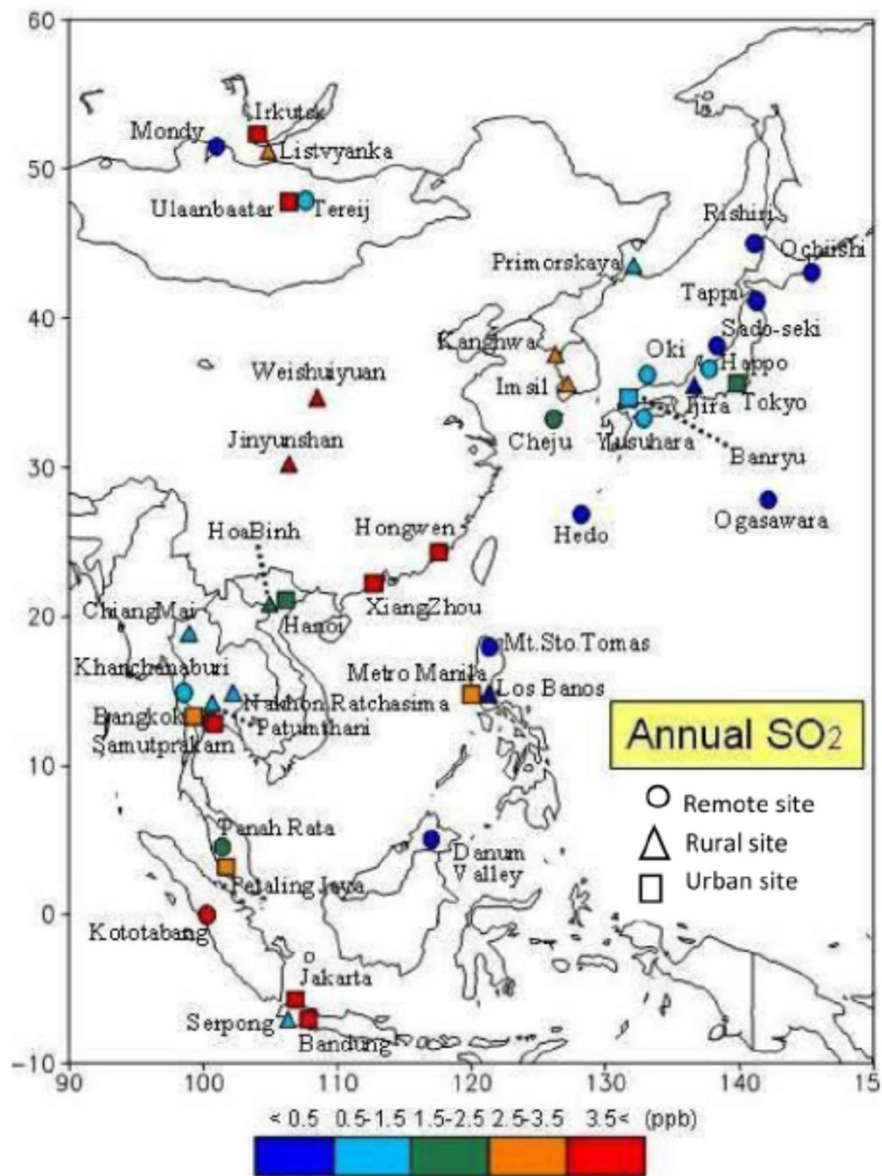 60
50
40
30
20
10
0
−10
90
100
110
120
130
140
15
Irkutsk
Mondy
Listvyanka
Ulaanbaatar
Tereij
Rishiri
Ochiishi
Primorskaya
Tappi
Kanghwa
Sado-seki
Oki
Happo
Weishuiyuan
Imsil
Ijira
Tokyo
Jinyunshan
Cheju
Yusuhara
Banryu
HoaBinh
Hongwen
Hedo
Ogasawara
XiangZhou
ChiangMai
Hanoi
Mt.Sto.Tomas
Khanchanaburi
Metro Manila
Los Banos
Nakhon Ratchasima
Bangkok
Patumthani
Samutprakarn
Annual SO2
Remote site
Rural site
Urban site
Panah Rata
Danum
Valley
Petaling Jaya
Kototabang
Jakarta
Serpong
Bandung
< 0.5 0.5-1.5 1.5-2.5 2.5-3.5 3.5< (ppb)